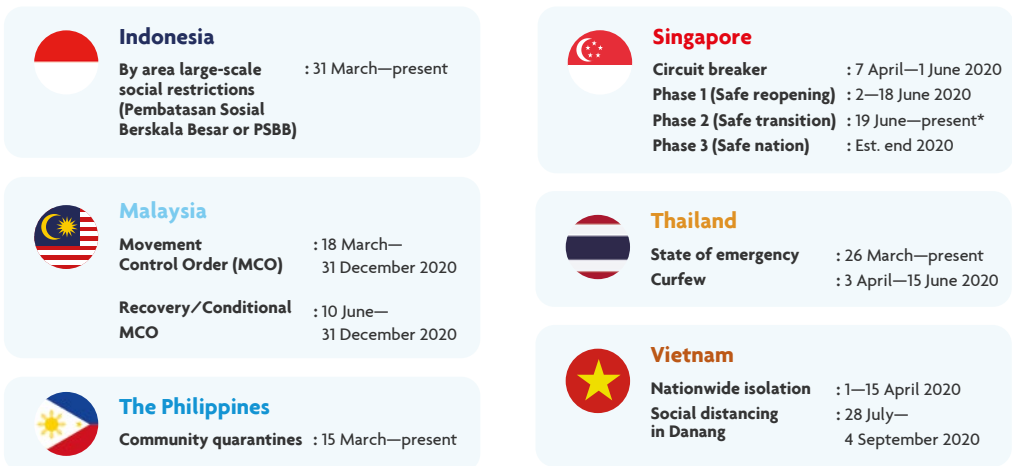 Indonesia
By area large-scale : 31 March—present
social restrictions
(Pembatasan Sosial
Berskala Besar or PSBB)
Malaysia
Movement : 18 March—
Control Order (MCO) 31 December 2020
Recovery/Conditional : 10 June—
MCO 31 December 2020
The Philippines
Community quarantines : 15 March—present
Singapore
Circuit breaker : 7 April—1 June 2020
Phase 1 (Safe reopening) : 2—18 June 2020
Phase 2 (Safe transition) : 19 June—present*
Phase 3 (Safe nation) : Est. end 2020
Thailand
State of emergency : 26 March—present
Curfew : 3 April—15 June 2020
Vietnam
Nationwide isolation : 1—15 April 2020
Social distancing : 28 July—
in Danang 4 September 2020